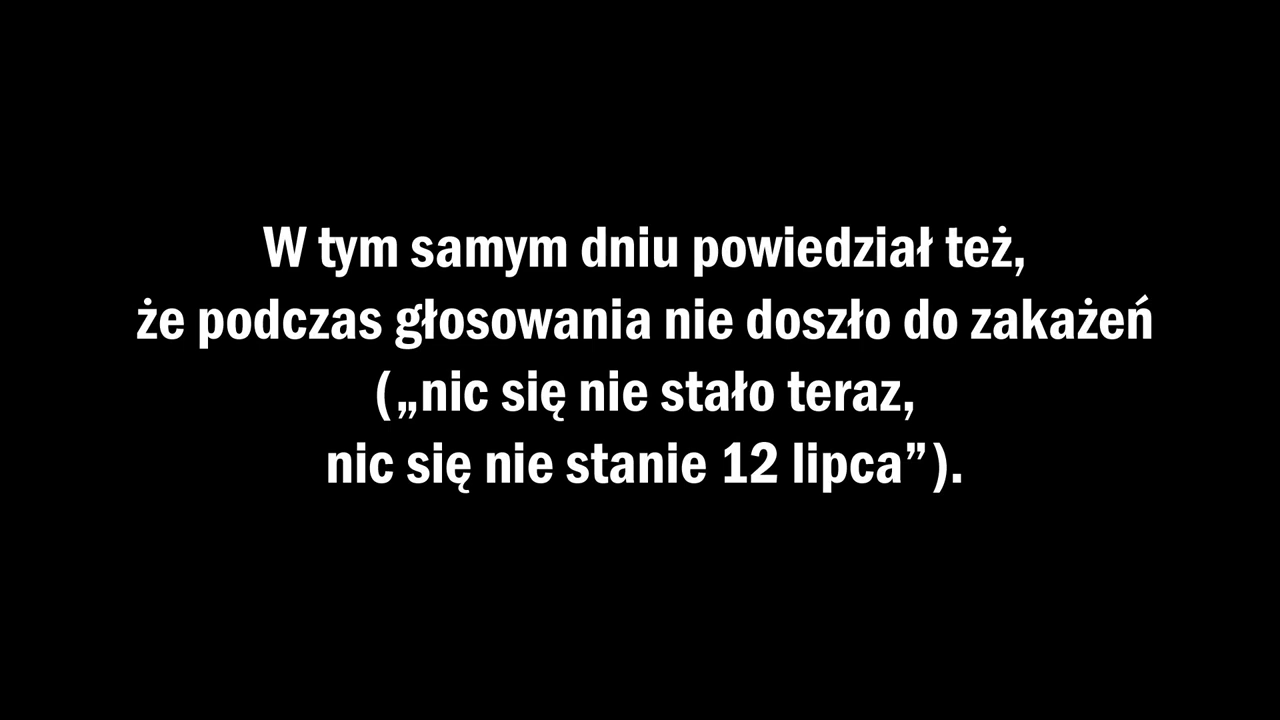 W tym samym dniu powiedział też,
że podczas głosowania nie doszło do zakażeń
(„nic się nie stało teraz,
nic się nie stanie 12 lipca”).